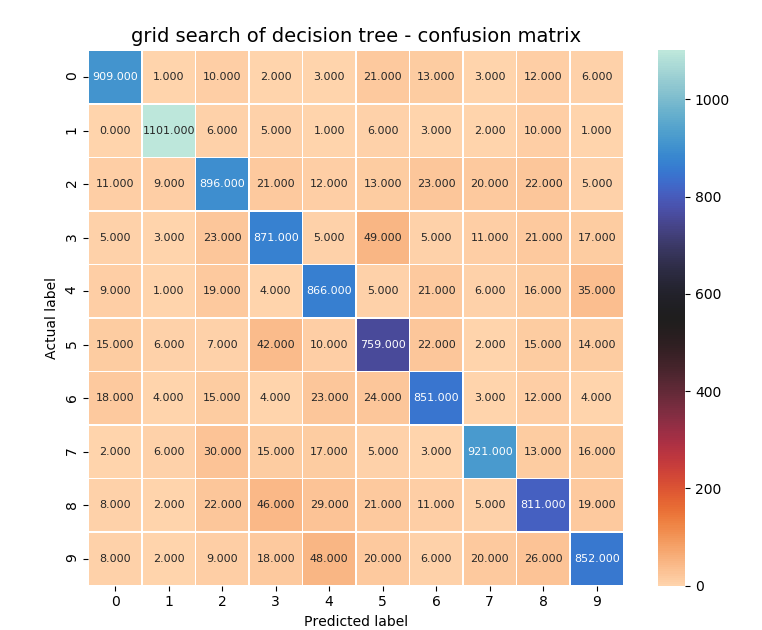 grid search of decision tree - confusion matrix
0 909.000 1.000 10.000 2.000 3.000 21.000 13.000 3.000 12.000 6.000
1 0.000 1101.000 6.000 5.000 1.000 6.000 3.000 2.000 10.000 1.000
2 11.000 9.000 896.000 21.000 12.000 13.000 23.000 20.000 22.000 5.000
3 5.000 3.000 23.000 871.000 5.000 49.000 5.000 11.000 21.000 17.000
4 9.000 1.000 19.000 4.000 866.000 5.000 21.000 6.000 16.000 35.000
5 15.000 6.000 7.000 42.000 10.000 759.000 22.000 2.000 15.000 14.000
6 18.000 4.000 15.000 4.000 23.000 24.000 851.000 3.000 12.000 4.000
7 2.000 6.000 30.000 15.000 17.000 5.000 3.000 921.000 13.000 16.000
8 8.000 2.000 22.000 46.000 29.000 21.000 11.000 5.000 811.000 19.000
9 8.000 2.000 9.000 18.000 48.000 20.000 6.000 20.000 26.000 852.000
0 1 2 3 4 5 6 7 8 9
Predicted label
Actual label
1000
800
600
400
200
0